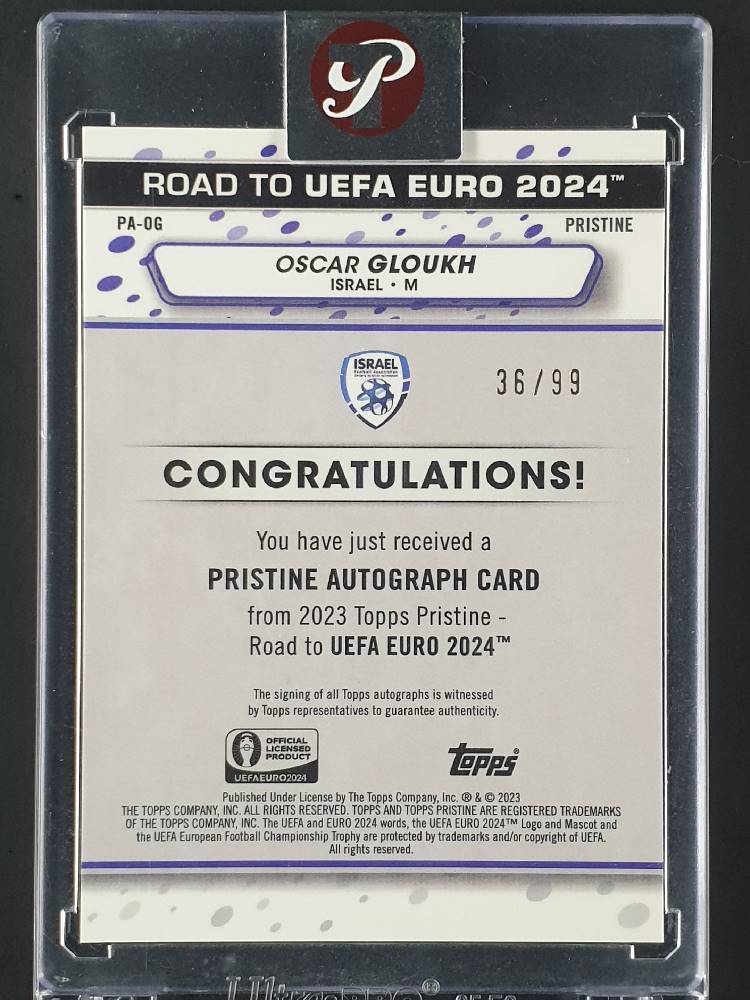 P
ROAD TO UEFA EURO 2024™
PA-OG
PRISTINE
OSCAR GLOUKH
ISRAEL • M
ISRAEL
Football Association
36/99
CONGRATULATIONS!
You have just received a
PRISTINE AUTOGRAPH CARD
from 2023 Topps Pristine -
Road to UEFA EURO 2024™
The signing of all Topps autographs is witnessed
by Topps representatives to guarantee authenticity.
OFFICIAL
LICENSED
PRODUCT
UEFAEURO2024
topps®
Published Under License by The Topps Company, Inc. ® & © 2023
THE TOPPS COMPANY, INC. ALL RIGHTS RESERVED. TOPPS AND TOPPS PRISTINE ARE REGISTERED TRADEMARKS
OF THE TOPPS COMPANY, INC. The UEFA and EURO 2024 words, the UEFA EURO 2024™ Logo and Mascot and
the UEFA European Football Championship Trophy are protected by trademarks and/or copyright of UEFA.
All rights reserved.